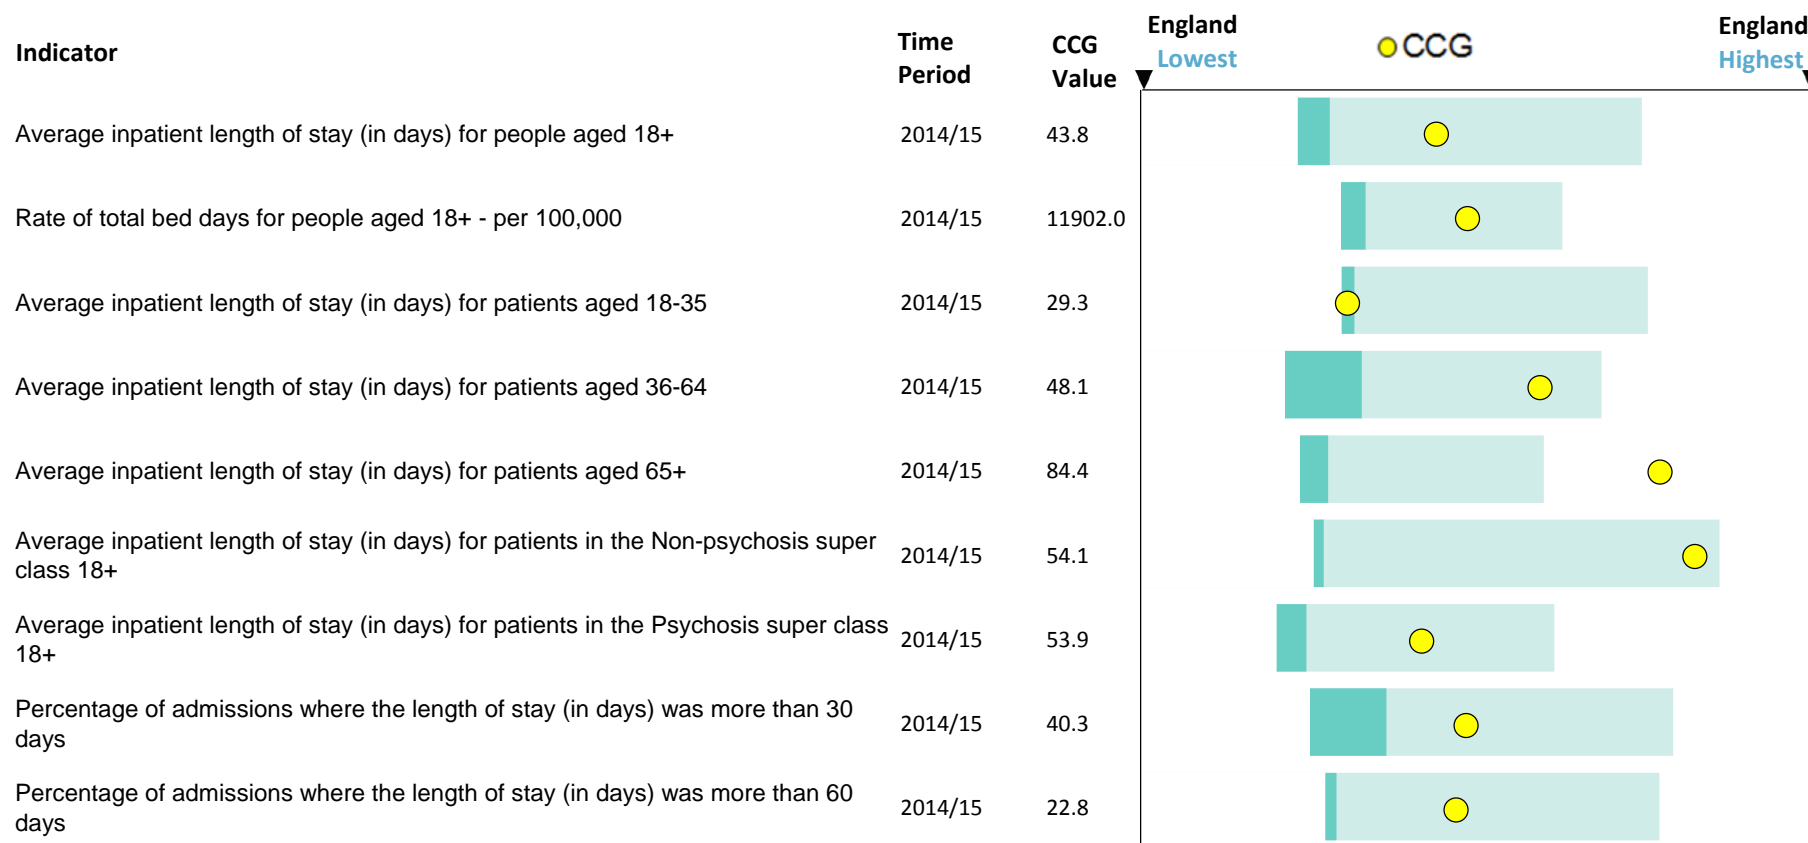 Indicator
Time
Period
CCG
Value
England
Lowest
CCG
England
Highest
Average inpatient length of stay (in days) for people aged 18+ 2014/15 43.8
Rate of total bed days for people aged 18+ - per 100,000 2014/15 11902.0
Average inpatient length of stay (in days) for patients aged 18-35 2014/15 29.3
Average inpatient length of stay (in days) for patients aged 36-64 2014/15 48.1
Average inpatient length of stay (in days) for patients aged 65+ 2014/15 84.4
Average inpatient length of stay (in days) for patients in the Non-psychosis super
class 18+
2014/15 54.1
Average inpatient length of stay (in days) for patients in the Psychosis super class
18+
2014/15 53.9
Percentage of admissions where the length of stay (in days) was more than 30
days
2014/15 40.3
Percentage of admissions where the length of stay (in days) was more than 60
days
2014/15 22.8